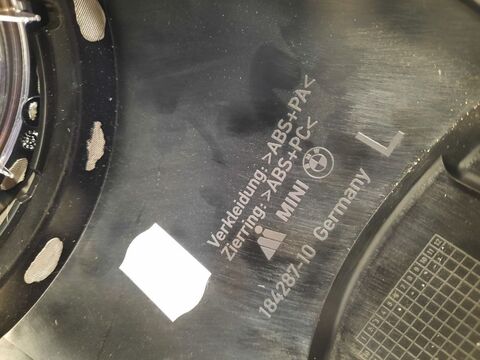 Verkleidung: >ABS+PA<
Zierring: >ABS+PC<
MINI
184287-10 Germany
L